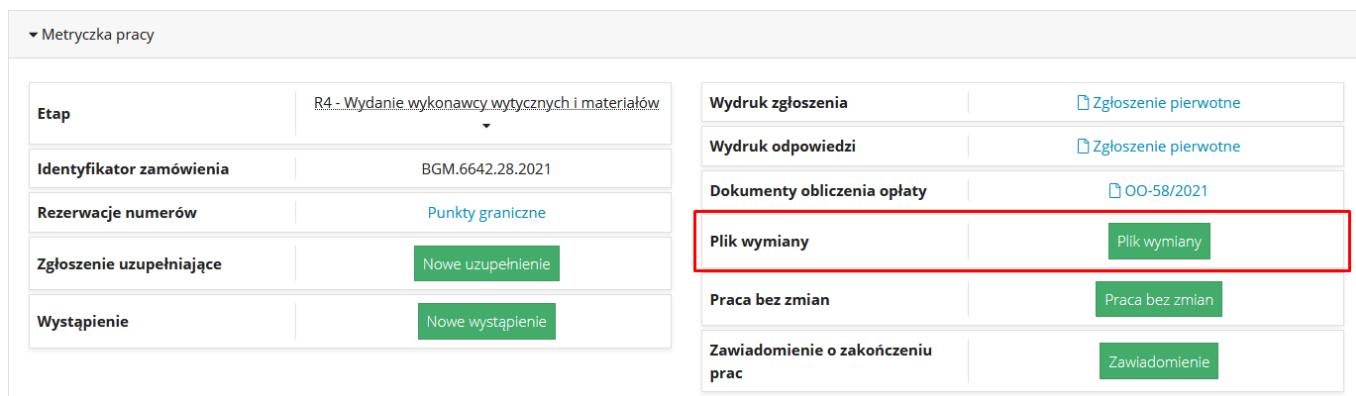 Metryczka pracy
Etap
R4 - Wydanie wykonawcy wytycznych i materiałów
Identyfikator zamówienia
BGM.6642.28.2021
Rezerwacje numerów
Punkty graniczne
Zgłoszenie uzupełniające
Nowe uzupełnienie
Wystąpienie
Nowe wystąpienie
Wydruk zgłoszenia
Zgłoszenie pierwotne
Wydruk odpowiedzi
Zgłoszenie pierwotne
Dokumenty obliczenia opłaty
OO-58/2021
Plik wymiany
Plik wymiany
Praca bez zmian
Praca bez zmian
Zawiadomienie o zakończeniu
prac
Zawiadomienie